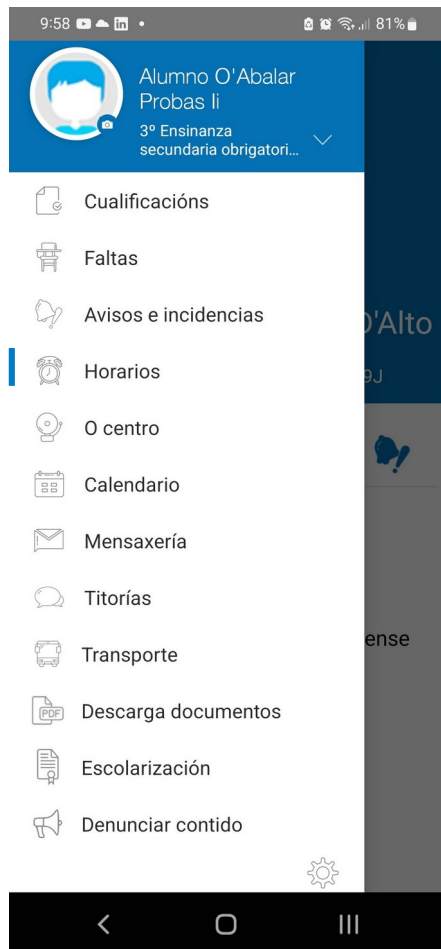 9:58
81%
Alumno O'Abalar
Probas Ii
3º Ensinanza
secundaria obrigatori...
Cualificacións
Faltas
Avisos e incidencias
O'Alto
Horarios
9J
O centro
Calendario
Mensaxería
Titorías
ense
Transporte
PDF
Descarga documentos
Escolarización
Denunciar contido